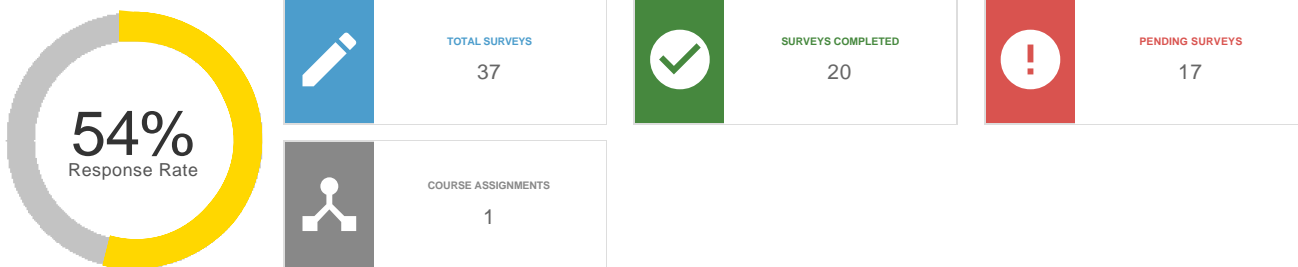 54%
Response Rate
TOTAL SURVEYS
37
SURVEYS COMPLETED
20
PENDING SURVEYS
17
COURSE ASSIGNMENTS
1